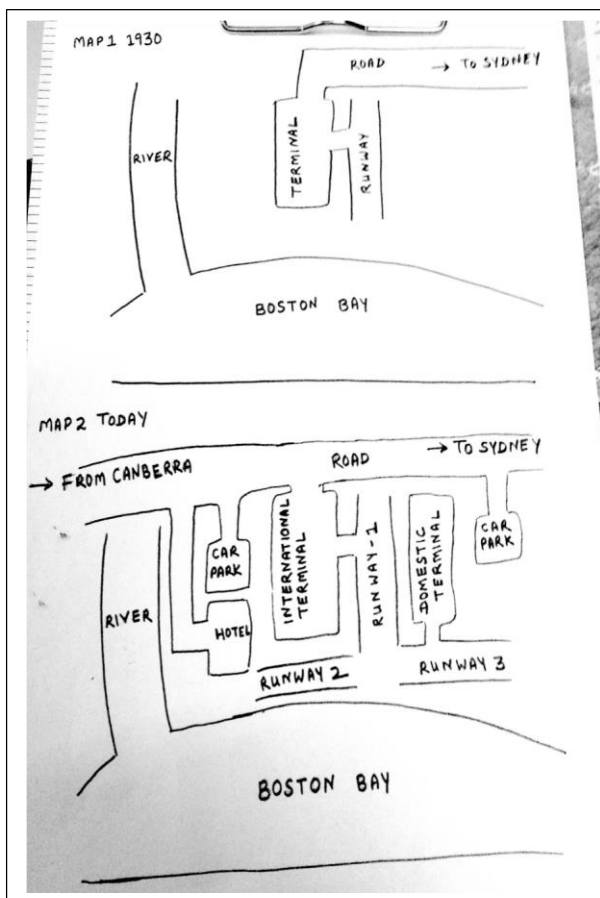 MAP 1 1930
ROAD → TO SYDNEY
RIVER
TERMINAL
RUNWAY
BOSTON BAY
MAP 2 TODAY
→ TO SYDNEY
ROAD
→ FROM CANBERRA
CAR
PARK
INTERNATIONAL
TERMINAL
RUNWAY-1
DOMESTIC
TERMINAL
CAR
PARK
RIVER
HOTEL
RUNWAY 2
RUNWAY 3
BOSTON BAY